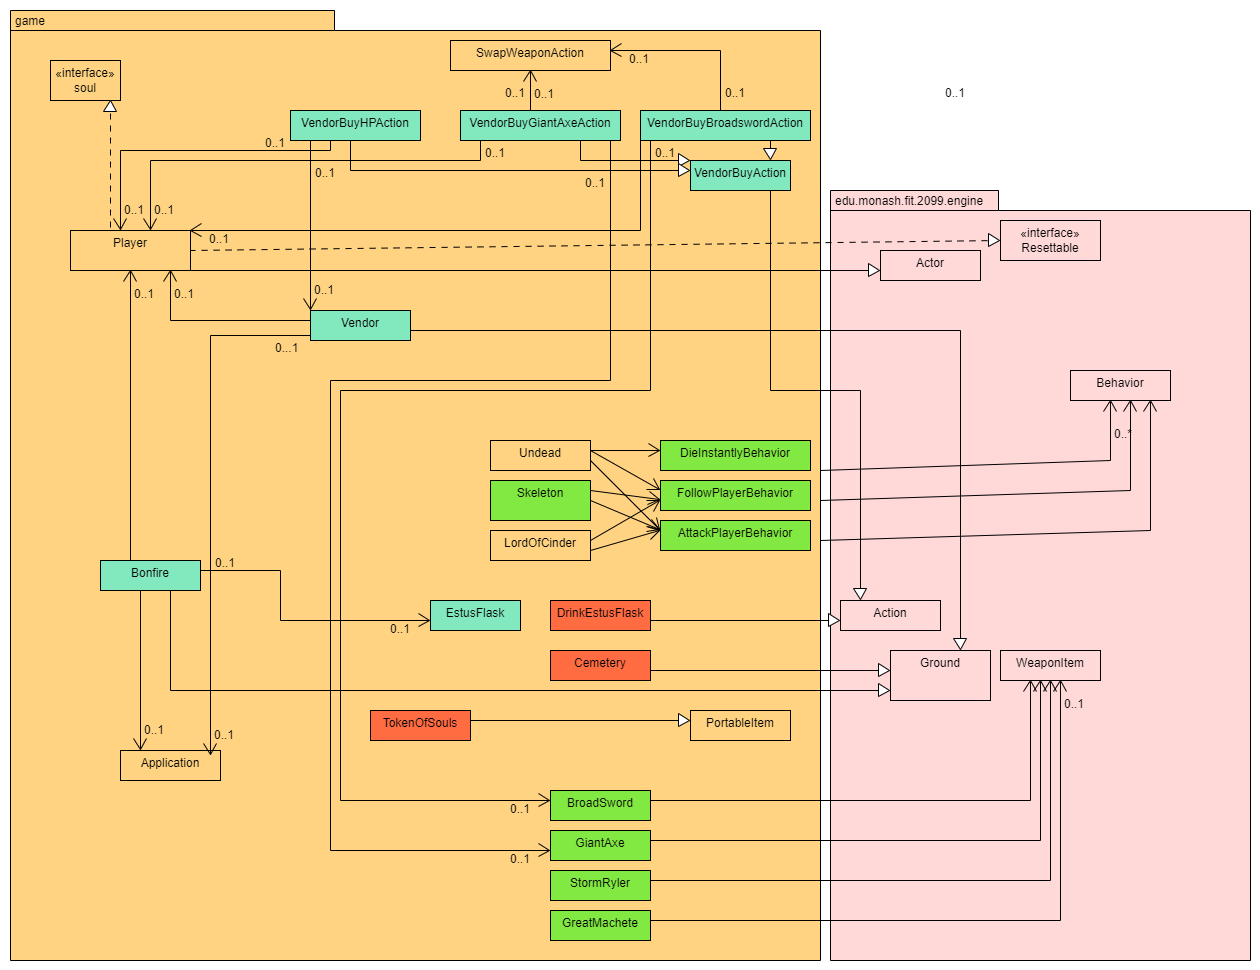 game
SwapWeaponAction
«interface»
soul
0..1
0..1
0..1
0..1
0..1
VendorBuyHPAction
VendorBuyGiantAxeAction
VendorBuyBroadswordAction
0..1
0..1
0..1
0..1
VendorBuyAction
0..1
edu.monash.fit.2099.engine
0..1
0..1
Player
0..1
«interface»
Resettable
Actor
0..1
0..1
0..1
Vendor
0...1
Behavior
0..*
Undead
DieInstantlyBehavior
Skeleton
FollowPlayerBehavior
LordOfCinder
AttackPlayerBehavior
Bonfire
0..1
EstusFlask
DrinkEstusFlask
Action
0..1
Cemetery
Ground
WeaponItem
0..1
TokenOfSouls
PortableItem
0..1
0..1
Application
BroadSword
0..1
GiantAxe
0..1
StormRyler
GreatMachete